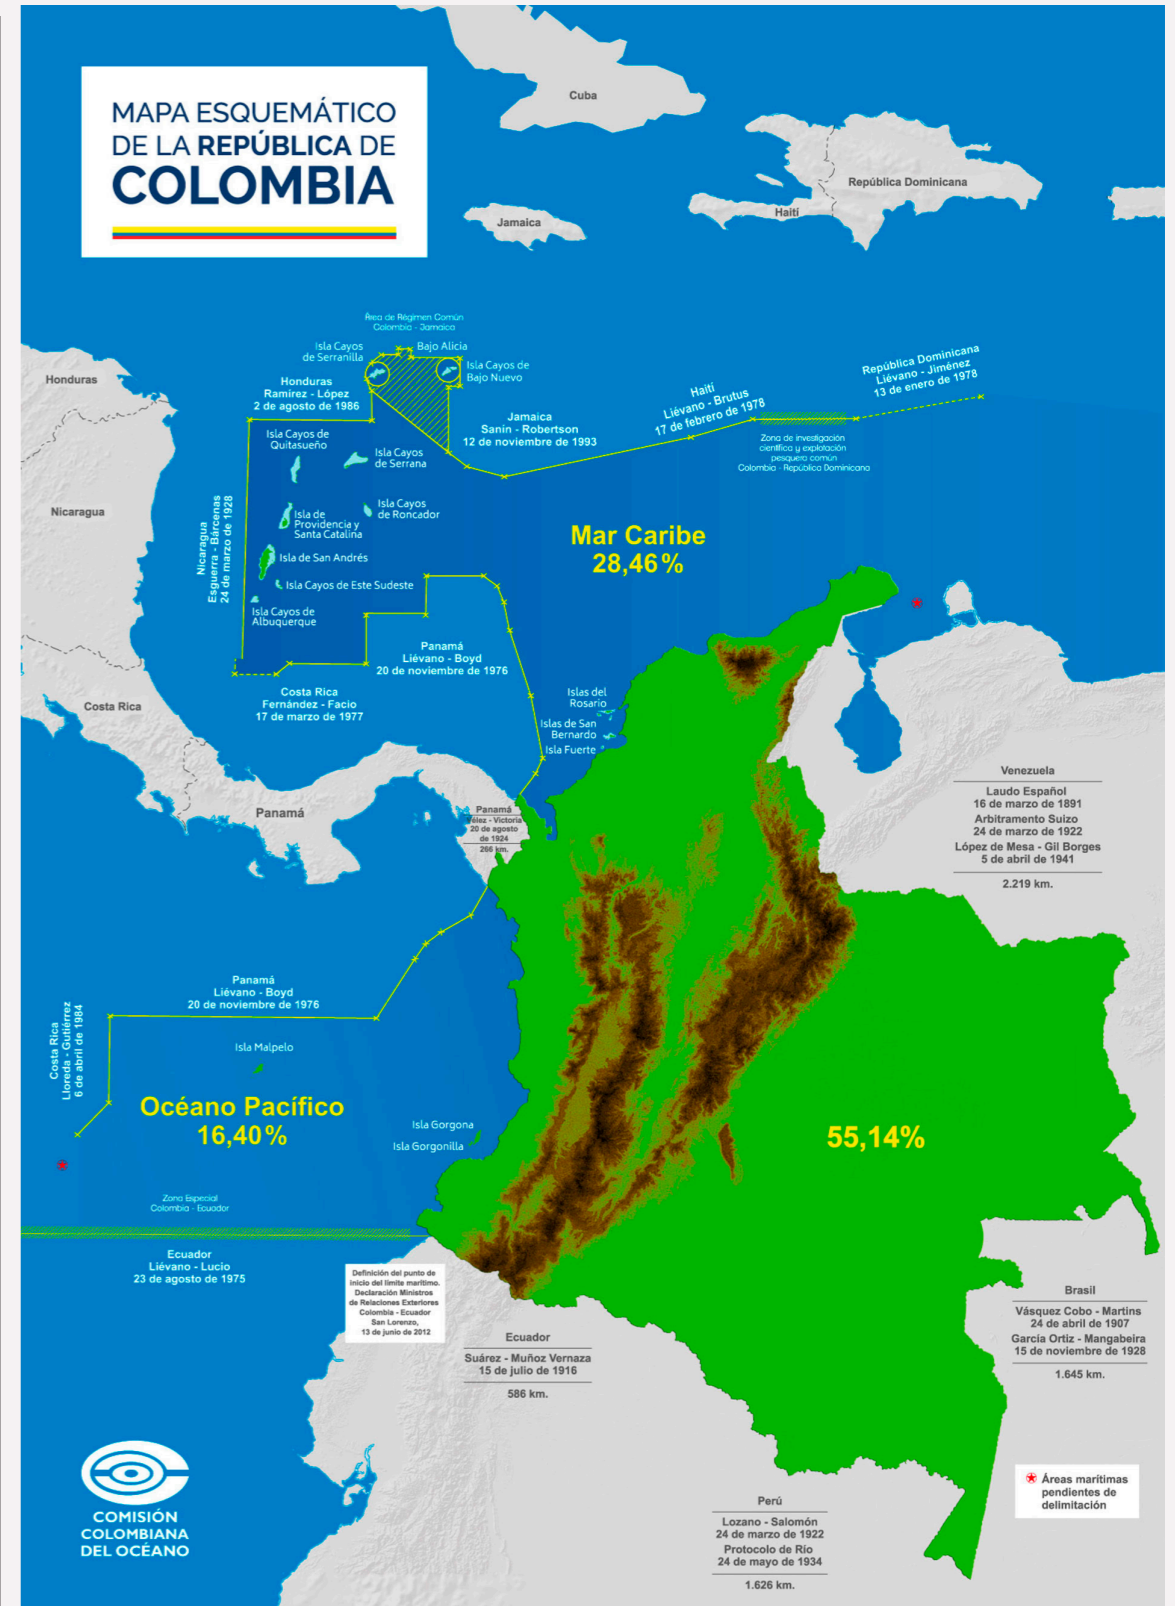 MAPA ESQUEMÁTICO
DE LA REPÚBLICA DE
COLOMBIA
Cuba
República Dominicana
Haití
Jamaica
Honduras
Nicaragua
Costa Rica
Panamá
Área de Régimen Común
Colombia - Jamaica
Isla Cayos
de Serranilla
Bajo Alicia
Isla Cayos de
Bajo Nuevo
Honduras
Ramírez - López
2 de agosto de 1986
Jamaica
Sanín - Robertson
12 de noviembre de 1993
Haití
Liévano - Brutus
17 de febrero de 1978
República Dominicana
Liévano - Jiménez
13 de enero de 1978
Zona de investigación
científica y explotación
pesquera común
Colombia - República Dominicana
Isla Cayos de
Quitasueño
Isla Cayos
de Serrana
Isla de
Providencia y
Santa Catalina
Isla Cayos
de Roncador
Isla de San Andrés
Isla Cayos de Este Sudeste
Isla Cayos de
Albuquerque
Nicaragua
Esguerra - Bárcenas
24 de marzo de 1928
Mar Caribe
28,46%
Panamá
Liévano - Boyd
20 de noviembre de 1976
Costa Rica
Fernández - Facio
17 de marzo de 1977
Islas del
Rosario
Islas de San
Bernardo
Isla Fuerte
Panamá
Vélez - Victoria
20 de agosto
de 1924
266 km.
Venezuela
Laudo Español
16 de marzo de 1891
Arbitramento Suizo
24 de marzo de 1922
López de Mesa - Gil Borges
5 de abril de 1941
2.219 km.
Panamá
Liévano - Boyd
20 de noviembre de 1976
Costa Rica
Lloreda - Gutiérrez
6 de abril de 1984
Isla Malpelo
Océano Pacífico
16,40%
Isla Gorgona
Isla Gorgonilla
55,14%
Zona Especial
Colombia - Ecuador
Ecuador
Liévano - Lucio
23 de agosto de 1975
Definición del punto de
inicio del límite marítimo.
Declaración Ministros
de Relaciones Exteriores
Colombia - Ecuador
San Lorenzo,
13 de junio de 2012
Ecuador
Suárez - Muñoz Vernaza
15 de julio de 1916
586 km.
Brasil
Vásquez Cobo - Martins
24 de abril de 1907
García Ortiz - Mangabeira
15 de noviembre de 1928
1.645 km.
Perú
Lozano - Salomón
24 de marzo de 1922
Protocolo de Río
24 de mayo de 1934
1.626 km.
Áreas marítimas
pendientes de
delimitación
COMISIÓN
COLOMBIANA
DEL OCÉANO